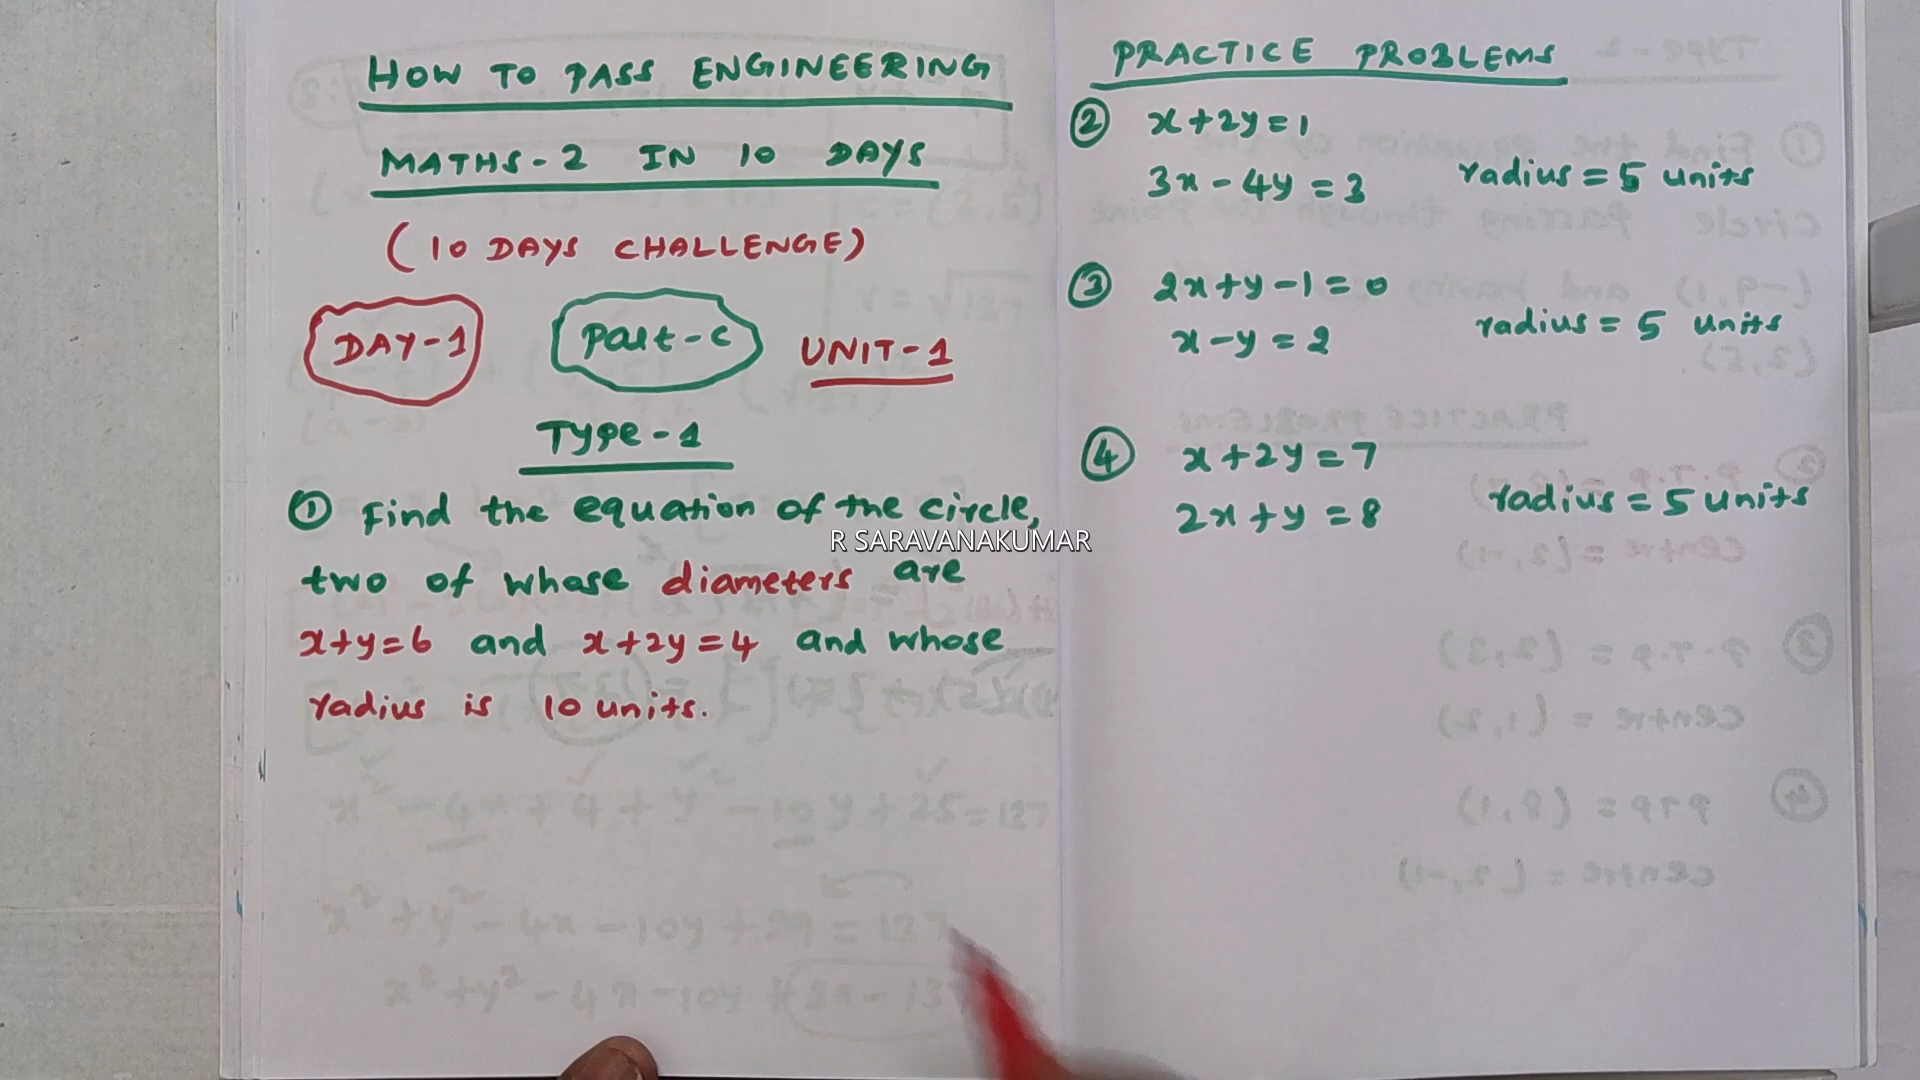 HOW TO PASS ENGINEERING
MATHS-2 IN 10 DAYS
(10 DAYS CHALLENGE)
DAY-1 Part-C UNIT-1
TYPE-1
① Find the equation of the circle,
two of whose diameters are
x+y=6 and x+2y=4 and whose
radius is 10 units.
R SARAVANAKUMAR
PRACTICE PROBLEMS
② x+2y=1
3x-4y=3 radius=5 units
③ 2x+y-1=0
x-y=2 radius=5 units
④ x+2y=7
2x+y=8 radius=5 units